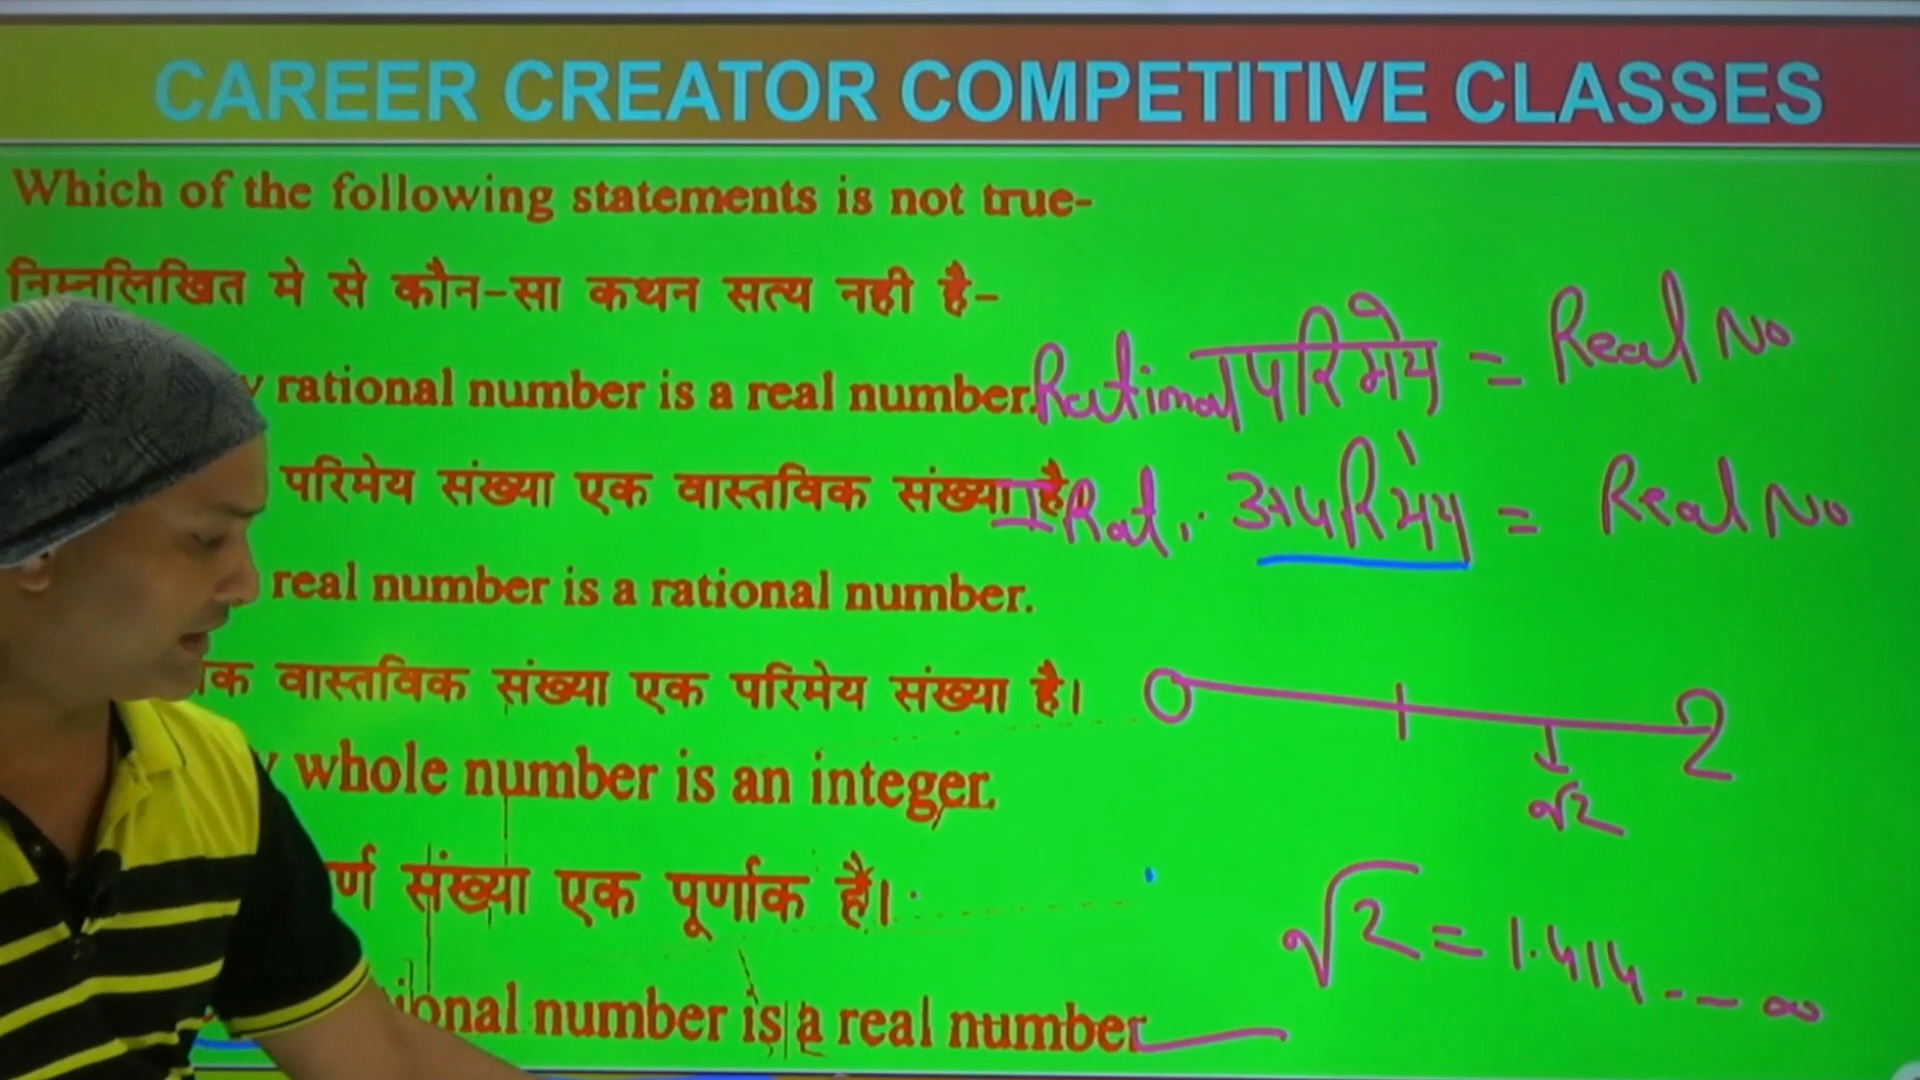 CAREER CREATOR COMPETITIVE CLASSES
Which of the following statements is not true-
निम्नलिखित मे से कौन-सा कथन सत्य नही है-
rational number is a real number.
Rational परिमेय = Real No
परिमेय संख्या एक वास्तविक संख्या है
IRat. अपरिमेय = Real No
real number is a rational number.
वास्तविक संख्या एक परिमेय संख्या है।
0 2
√2
whole number is an integer.
संख्या एक पूर्णाक हैं।
√2 = 1.414 --- ∞
number is a real number